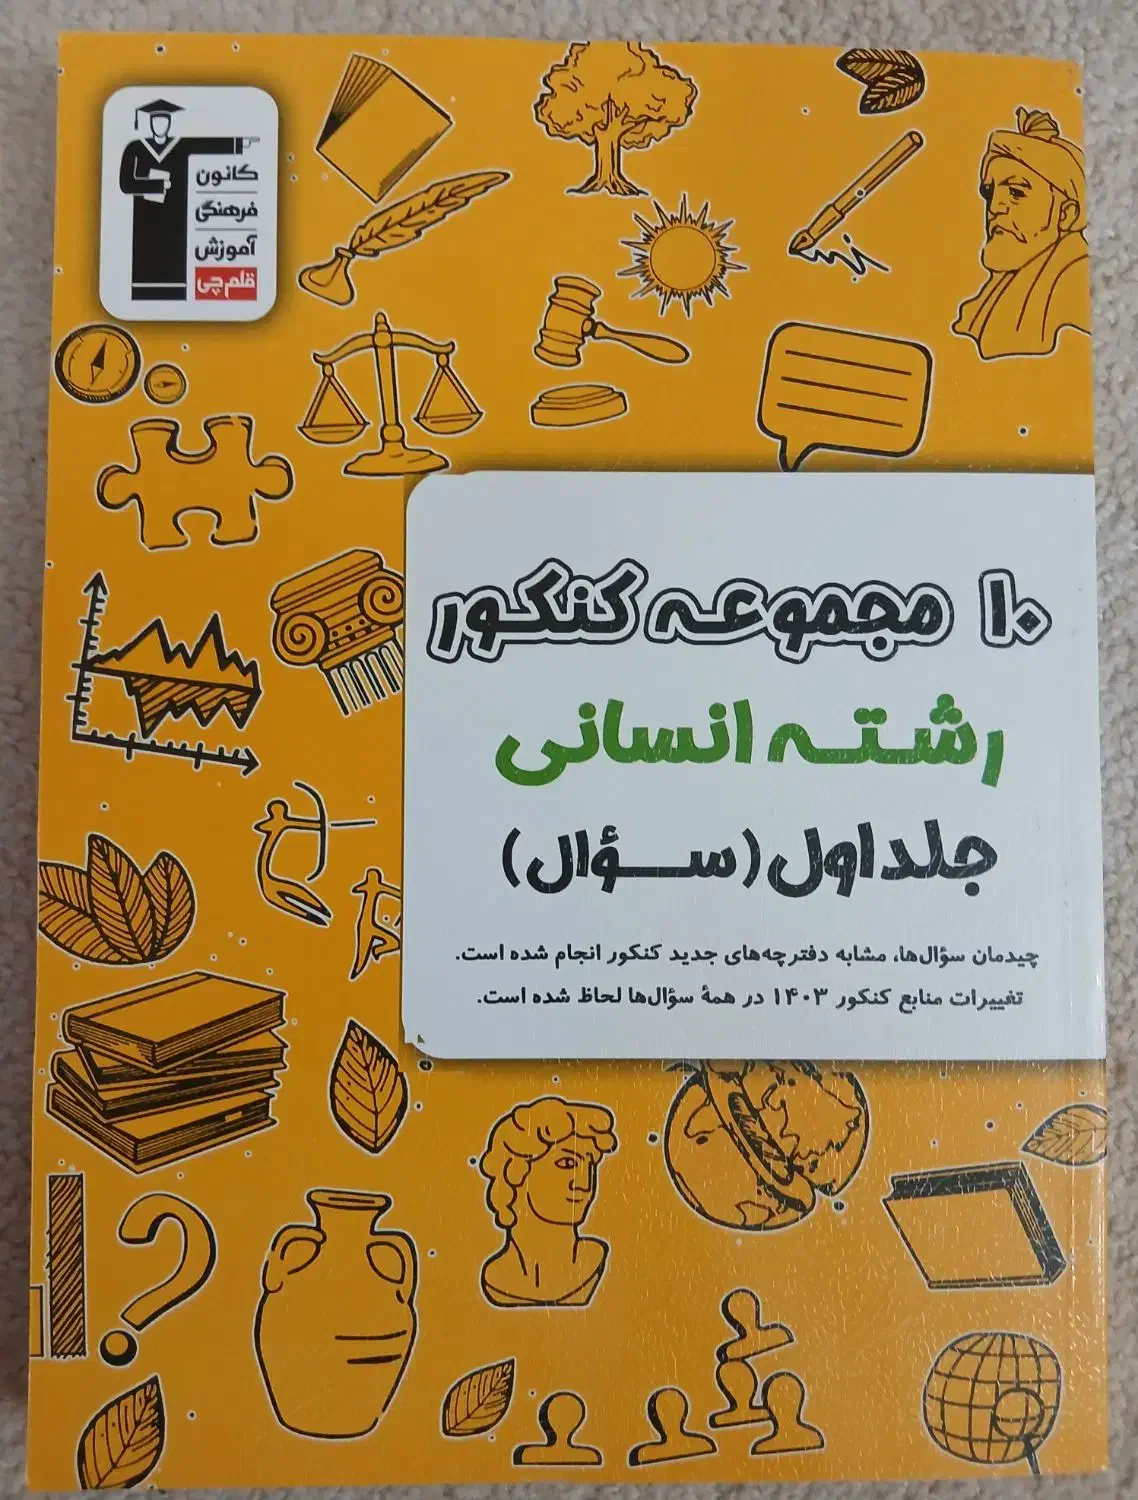 کانون
فرهنگی
آموزش
قلم‌چی
۱۰ مجموعه کنکور
رشته انسانی
جلد اول (سؤال)
چیدمان سؤال‌ها، مشابه دفترچه‌های جدید کنکور انجام شده است.
تغییرات منابع کنکور ۱۴۰۳ در همهٔ سؤال‌ها لحاظ شده است.